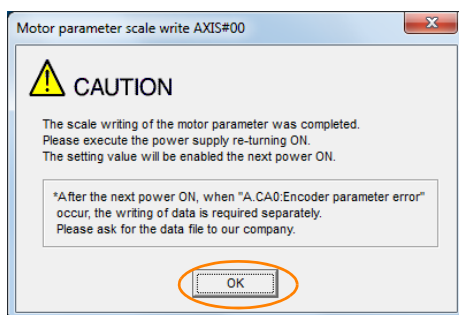 Motor parameter scale write AXIS#00
CAUTION
The scale writing of the motor parameter was completed.
Please execute the power supply re-turning ON.
The setting value will be enabled the next power ON.
*After the next power ON, when "A.CA0:Encoder parameter error"
occur, the writing of data is required separately.
Please ask for the data file to our company.
OK